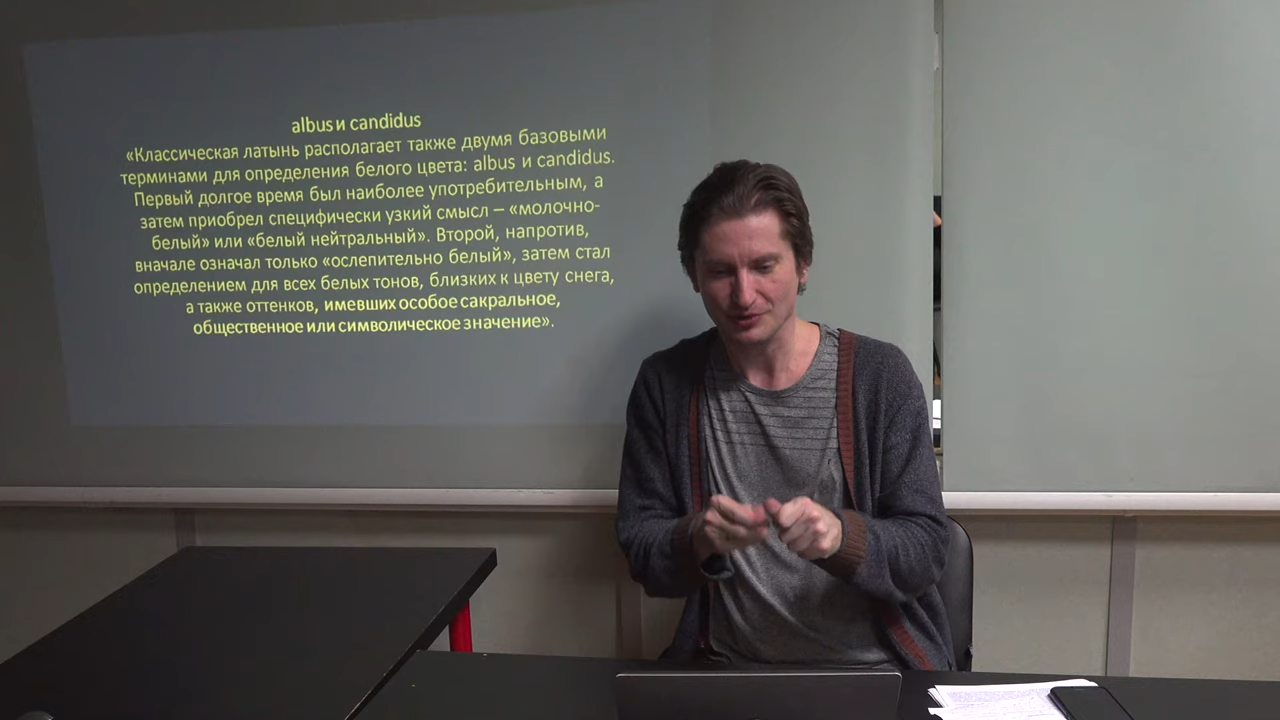 albus и candidus
«Классическая латынь располагает также двумя базовыми
терминами для определения белого цвета: albus и candidus.
Первый долгое время был наиболее употребительным, а
затем приобрел специфически узкий смысл – «молочно-
белый» или «белый нейтральный». Второй, напротив,
вначале означал только «ослепительно белый», затем стал
определением для всех белых тонов, близких к цвету снега,
а также оттенков, имевших особое сакральное,
общественное или символическое значение».